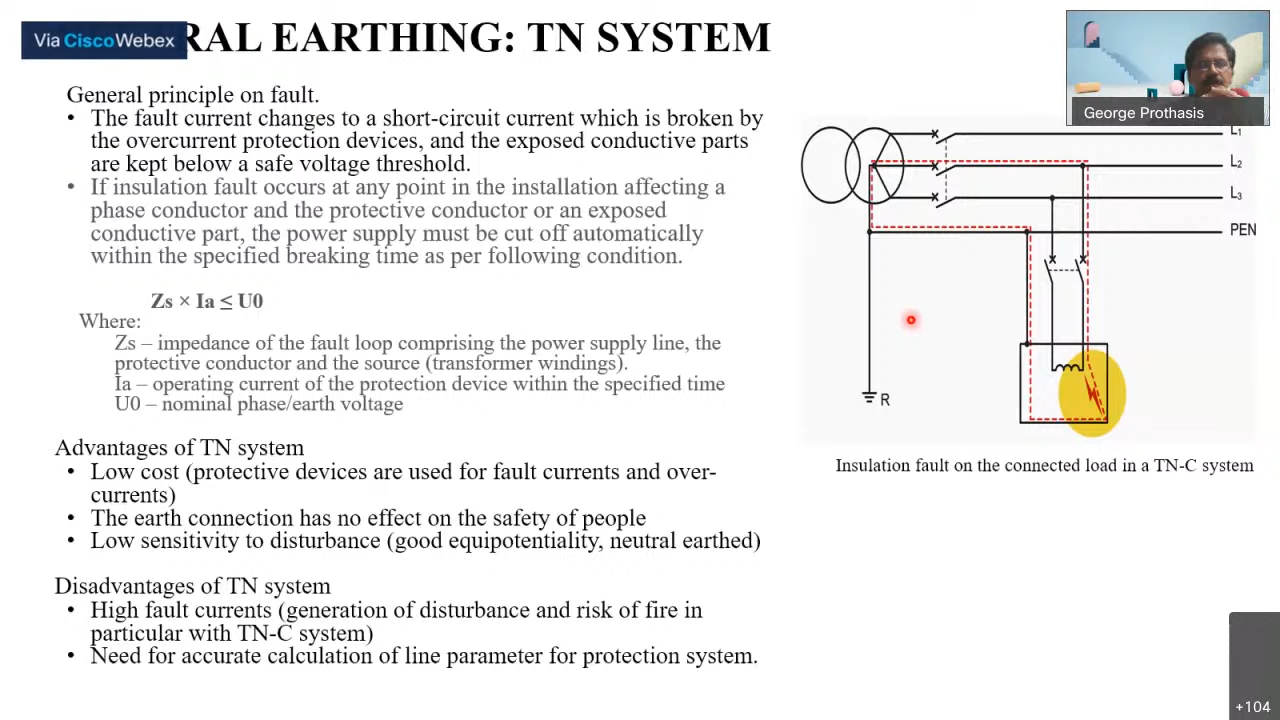 Via CiscoWebex
RAL EARTHING: TN SYSTEM
General principle on fault.
• The fault current changes to a short-circuit current which is broken by
the overcurrent protection devices, and the exposed conductive parts
are kept below a safe voltage threshold.
• If insulation fault occurs at any point in the installation affecting a
phase conductor and the protective conductor or an exposed
conductive part, the power supply must be cut off automatically
within the specified breaking time as per following condition.
Zs × Ia ≤ U0
Where:
Zs – impedance of the fault loop comprising the power supply line, the
protective conductor and the source (transformer windings).
Ia – operating current of the protection device within the specified time
U0 – nominal phase/earth voltage
Advantages of TN system
• Low cost (protective devices are used for fault currents and over-
currents)
• The earth connection has no effect on the safety of people
• Low sensitivity to disturbance (good equipotentiality, neutral earthed)
Disadvantages of TN system
• High fault currents (generation of disturbance and risk of fire in
particular with TN-C system)
• Need for accurate calculation of line parameter for protection system.
George Prothasis
L1
L2
L3
PEN
R
Insulation fault on the connected load in a TN-C system
+104